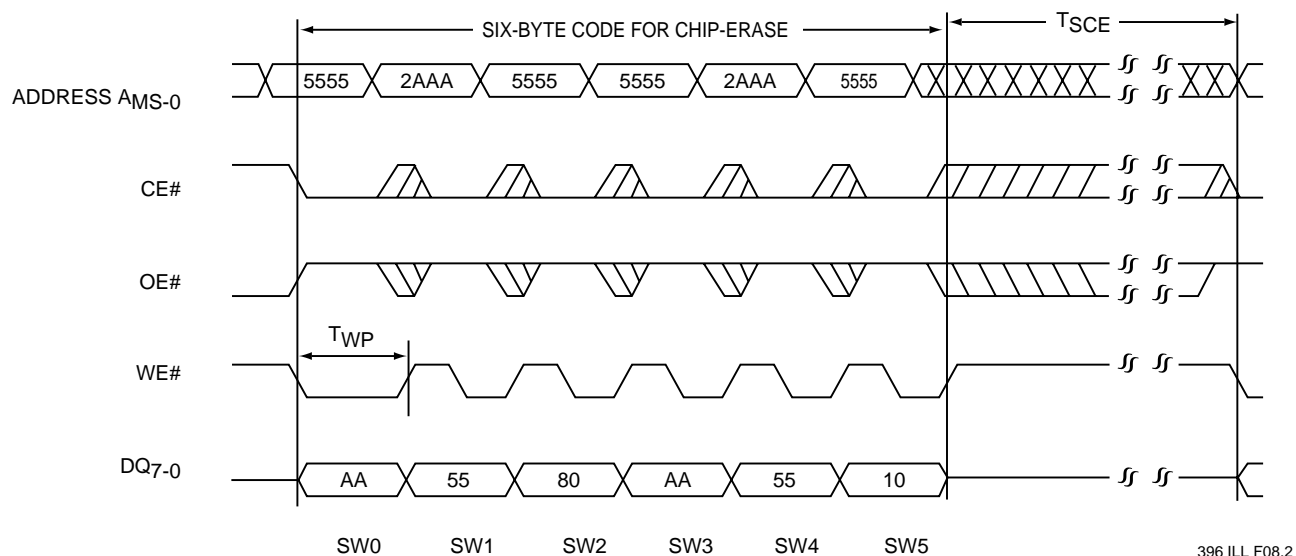 SIX-BYTE CODE FOR CHIP-ERASE TSCE
ADDRESS AMS-0 5555 2AAA 5555 5555 2AAA 5555
CE#
OE#
TWP
WE#
DQ7-0 AA 55 80 AA 55 10
SW0 SW1 SW2 SW3 SW4 SW5
396 ILL F08.2